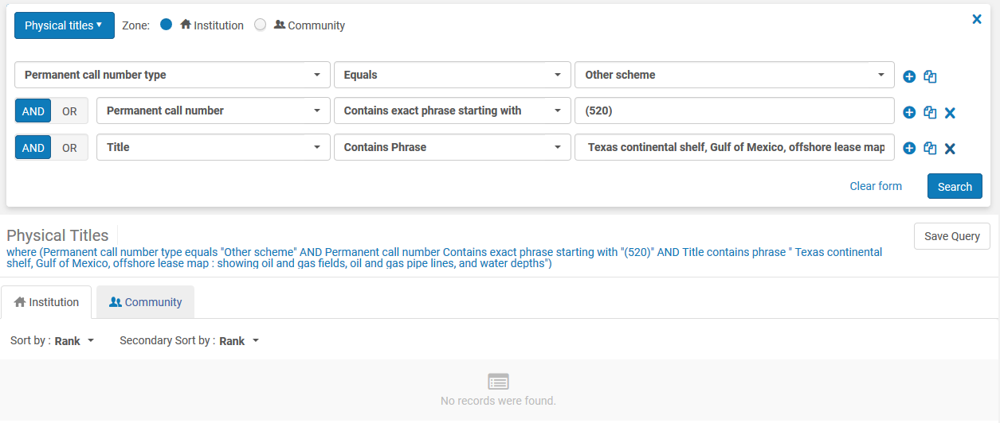 Physical titles Zone: Institution Community
Permanent call number type Equals Other scheme
AND OR Permanent call number Contains exact phrase starting with (520)
AND OR Title Contains Phrase Texas continental shelf, Gulf of Mexico, offshore lease map
Clear form Search
Physical Titles Save Query
where (Permanent call number type equals "Other scheme" AND Permanent call number Contains exact phrase starting with "(520)" AND Title contains phrase " Texas continental
shelf, Gulf of Mexico, offshore lease map : showing oil and gas fields, oil and gas pipe lines, and water depths")
Institution Community
Sort by : Rank Secondary Sort by : Rank
No records were found.